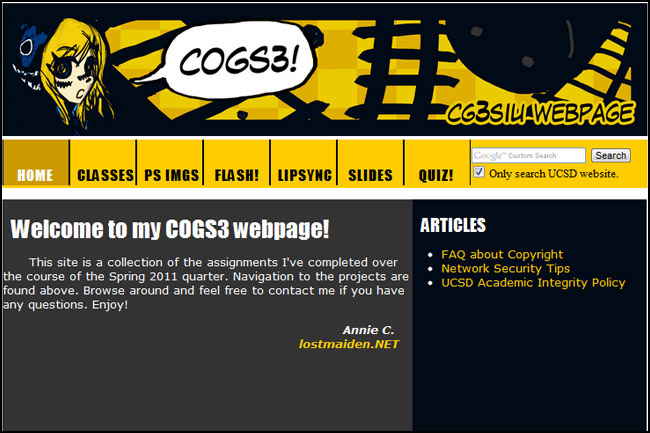 COGS3!
CG3SIU WEBPAGE
HOME
CLASSES
PS IMGS
FLASH!
LIPSYNC
SLIDES
QUIZ!
Google™ Custom Search
Search
Only search UCSD website.
Welcome to my COGS3 webpage!
This site is a collection of the assignments I've completed over
the course of the Spring 2011 quarter. Navigation to the projects are
found above. Browse around and feel free to contact me if you have
any questions. Enjoy!
Annie C.
lostmaiden.NET
ARTICLES
FAQ about Copyright
Network Security Tips
UCSD Academic Integrity Policy